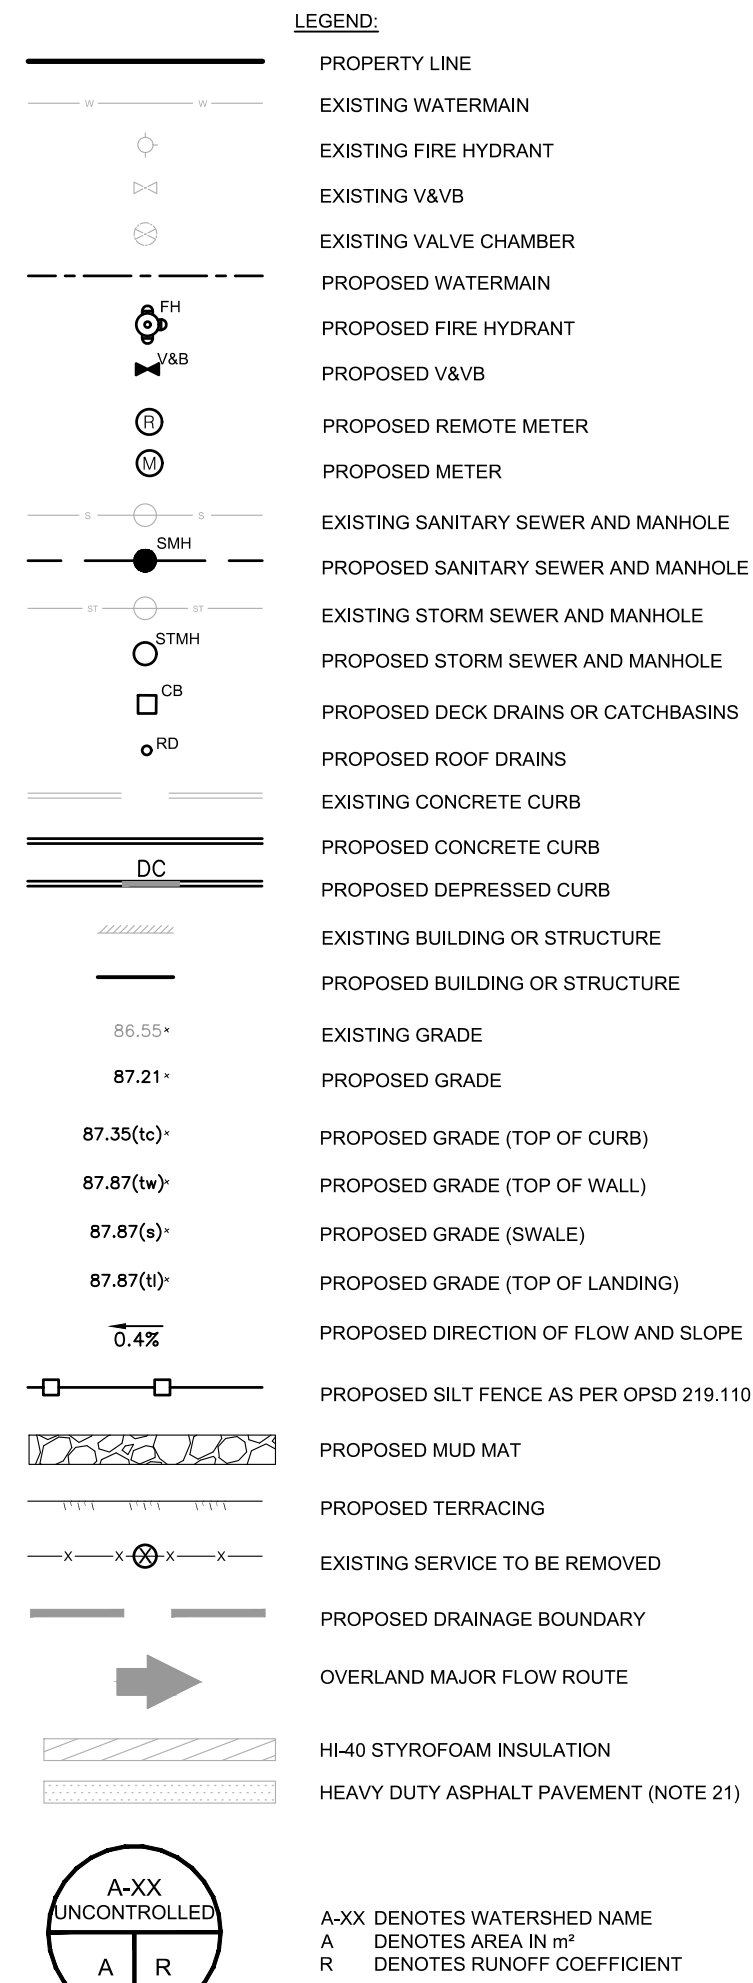 LEGEND:
PROPERTY LINE
W W EXISTING WATERMAIN
EXISTING FIRE HYDRANT
EXISTING V&VB
EXISTING VALVE CHAMBER
PROPOSED WATERMAIN
FH PROPOSED FIRE HYDRANT
V&B PROPOSED V&VB
R PROPOSED REMOTE METER
M PROPOSED METER
S S EXISTING SANITARY SEWER AND MANHOLE
SMH PROPOSED SANITARY SEWER AND MANHOLE
ST ST EXISTING STORM SEWER AND MANHOLE
STMH PROPOSED STORM SEWER AND MANHOLE
CB PROPOSED DECK DRAINS OR CATCHBASINS
RD PROPOSED ROOF DRAINS
EXISTING CONCRETE CURB
PROPOSED CONCRETE CURB
DC PROPOSED DEPRESSED CURB
EXISTING BUILDING OR STRUCTURE
PROPOSED BUILDING OR STRUCTURE
86.55× EXISTING GRADE
87.21× PROPOSED GRADE
87.35(tc)× PROPOSED GRADE (TOP OF CURB)
87.87(tw)× PROPOSED GRADE (TOP OF WALL)
87.87(s)× PROPOSED GRADE (SWALE)
87.87(tl)× PROPOSED GRADE (TOP OF LANDING)
0.4% PROPOSED DIRECTION OF FLOW AND SLOPE
PROPOSED SILT FENCE AS PER OPSD 219.110
PROPOSED MUD MAT
PROPOSED TERRACING
X X X X X EXISTING SERVICE TO BE REMOVED
PROPOSED DRAINAGE BOUNDARY
OVERLAND MAJOR FLOW ROUTE
HI-40 STYROFOAM INSULATION
HEAVY DUTY ASPHALT PAVEMENT (NOTE 21)
A-XX
UNCONTROLLED
A R
A-XX DENOTES WATERSHED NAME
A DENOTES AREA IN m²
R DENOTES RUNOFF COEFFICIENT